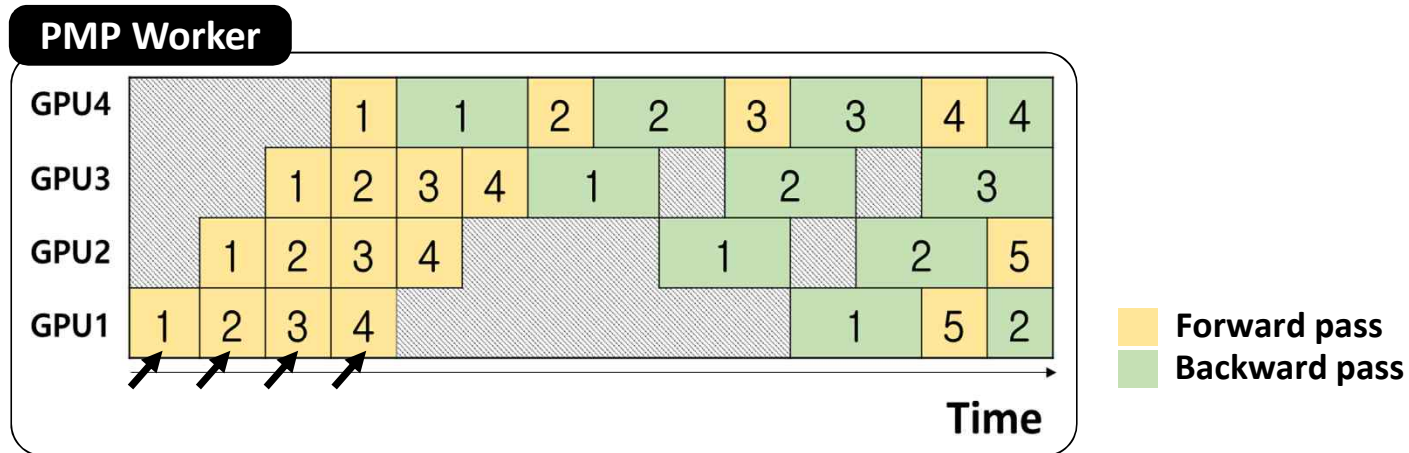 PMP Worker
GPU4 1 1 2 2 3 3 4 4
GPU3 1 2 3 4 1 2 3
GPU2 1 2 3 4 1 2 5
GPU1 1 2 3 4 1 5 2
Time
Forward pass
Backward pass